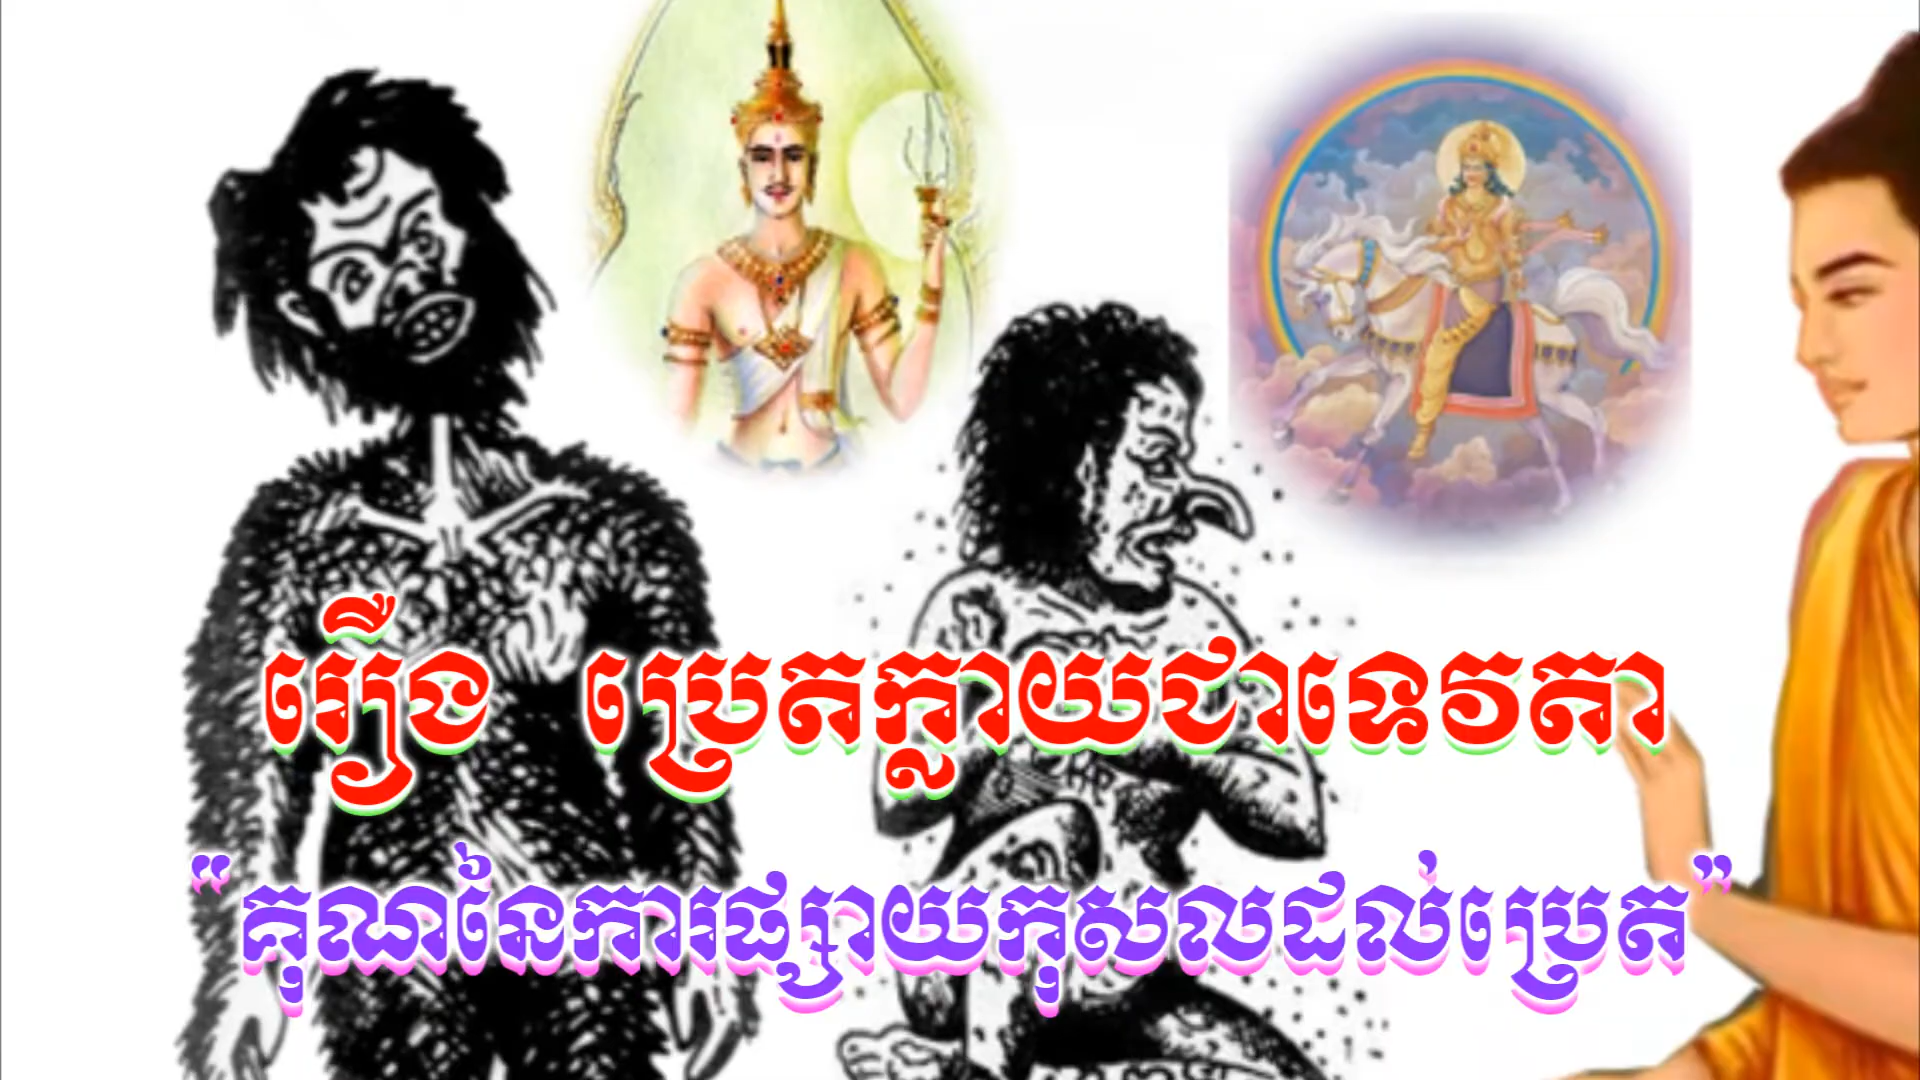 រឿង ប្រេតក្លាយជាទេវតា
“គុណនៃការផ្សាយកុសលដល់ប្រេត”